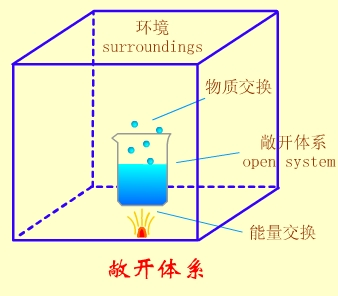 环境
surroundings
物质交换
敞开体系
open system
能量交换
敞开体系